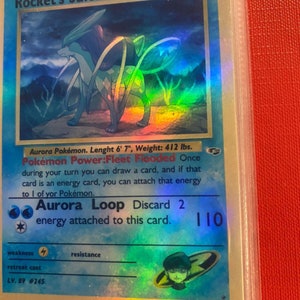 Rocket's
Aurora Pokémon. Lenght 6' 7", Weight: 412 lbs.
Pokémon Power:Fleet Flooded Once
during your turn you can draw a card, and if that
card is an energy card, you can attach that energy
to 1 of yor Pokémon.
Aurora Loop Discard 2
energy attached to this card. 110
weakness resistance
retreat cost
LV. 59 #245